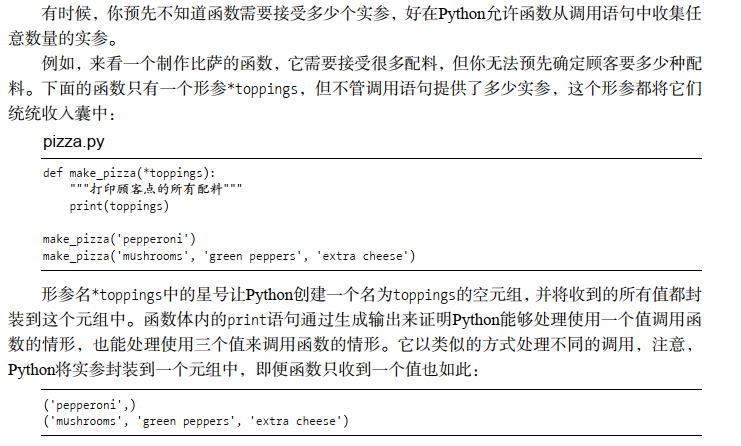 有时候，你预先不知道函数需要接受多少个实参，好在Python允许函数从调用语句中收集任
意数量的实参。
例如，来看一个制作比萨的函数，它需要接受很多配料，但你无法预先确定顾客要多少种配
料。下面的函数只有一个形参*toppings，但不管调用语句提供了多少实参，这个形参都将它们
统统收入囊中：
pizza.py
def make_pizza(*toppings):
    """打印顾客点的所有配料"""
    print(toppings)
make_pizza('pepperoni')
make_pizza('mushrooms', 'green peppers', 'extra cheese')
形参名*toppings中的星号让Python创建一个名为toppings的空元组，并将收到的所有值都封
装到这个元组中。函数体内的print语句通过生成输出来证明Python能够处理使用一个值调用函
数的情形，也能处理使用三个值来调用函数的情形。它以类似的方式处理不同的调用，注意，
Python将实参封装到一个元组中，即便函数只收到一个值也如此：
('pepperoni',)
('mushrooms', 'green peppers', 'extra cheese')